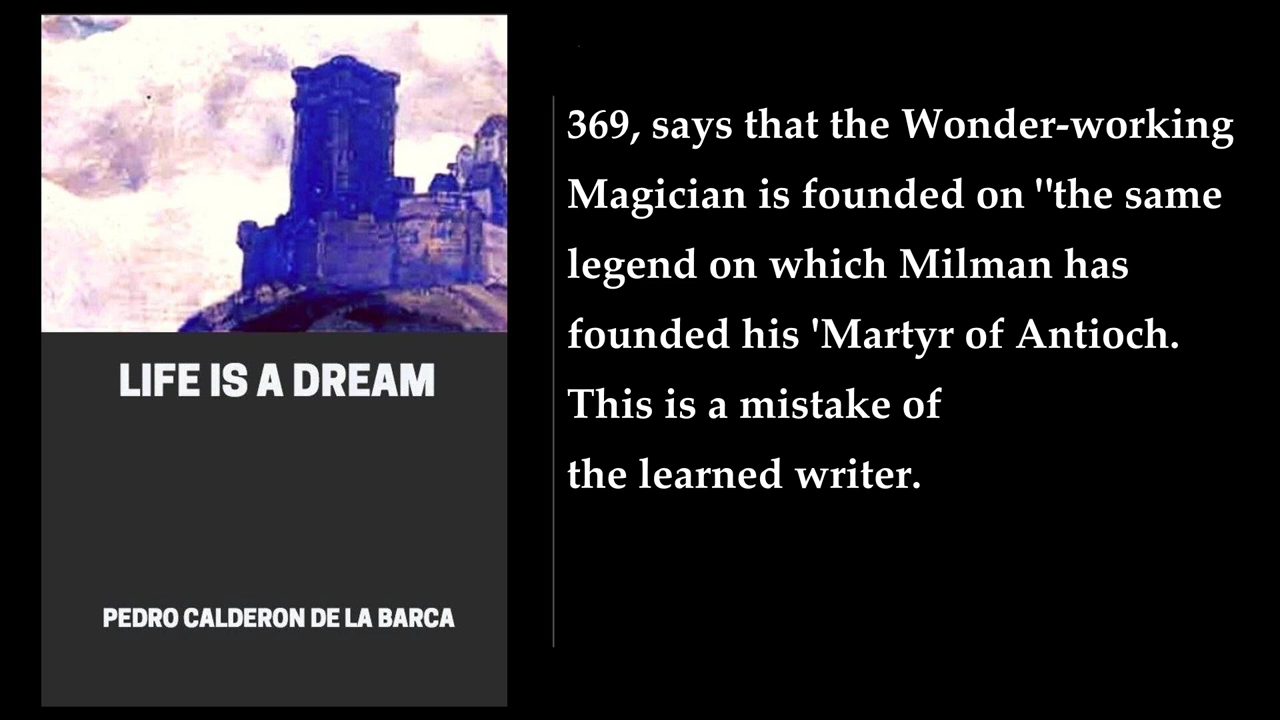 LIFE IS A DREAM
PEDRO CALDERON DE LA BARCA
369, says that the Wonder-working
Magician is founded on "the same
legend on which Milman has
founded his 'Martyr of Antioch.
This is a mistake of
the learned writer.